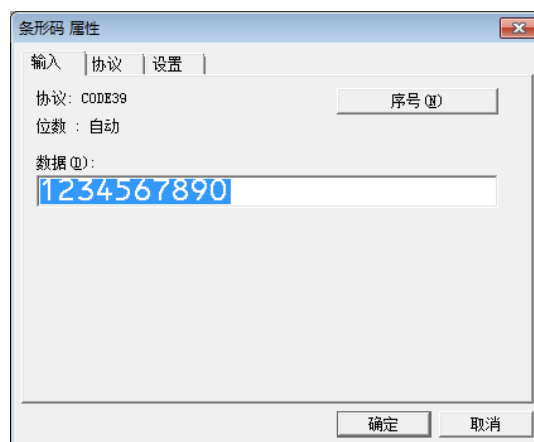 条形码 属性
输入 协议 设置
协议: CODE39 序号(N)
位数 : 自动
数据(D):
1234567890
确定 取消